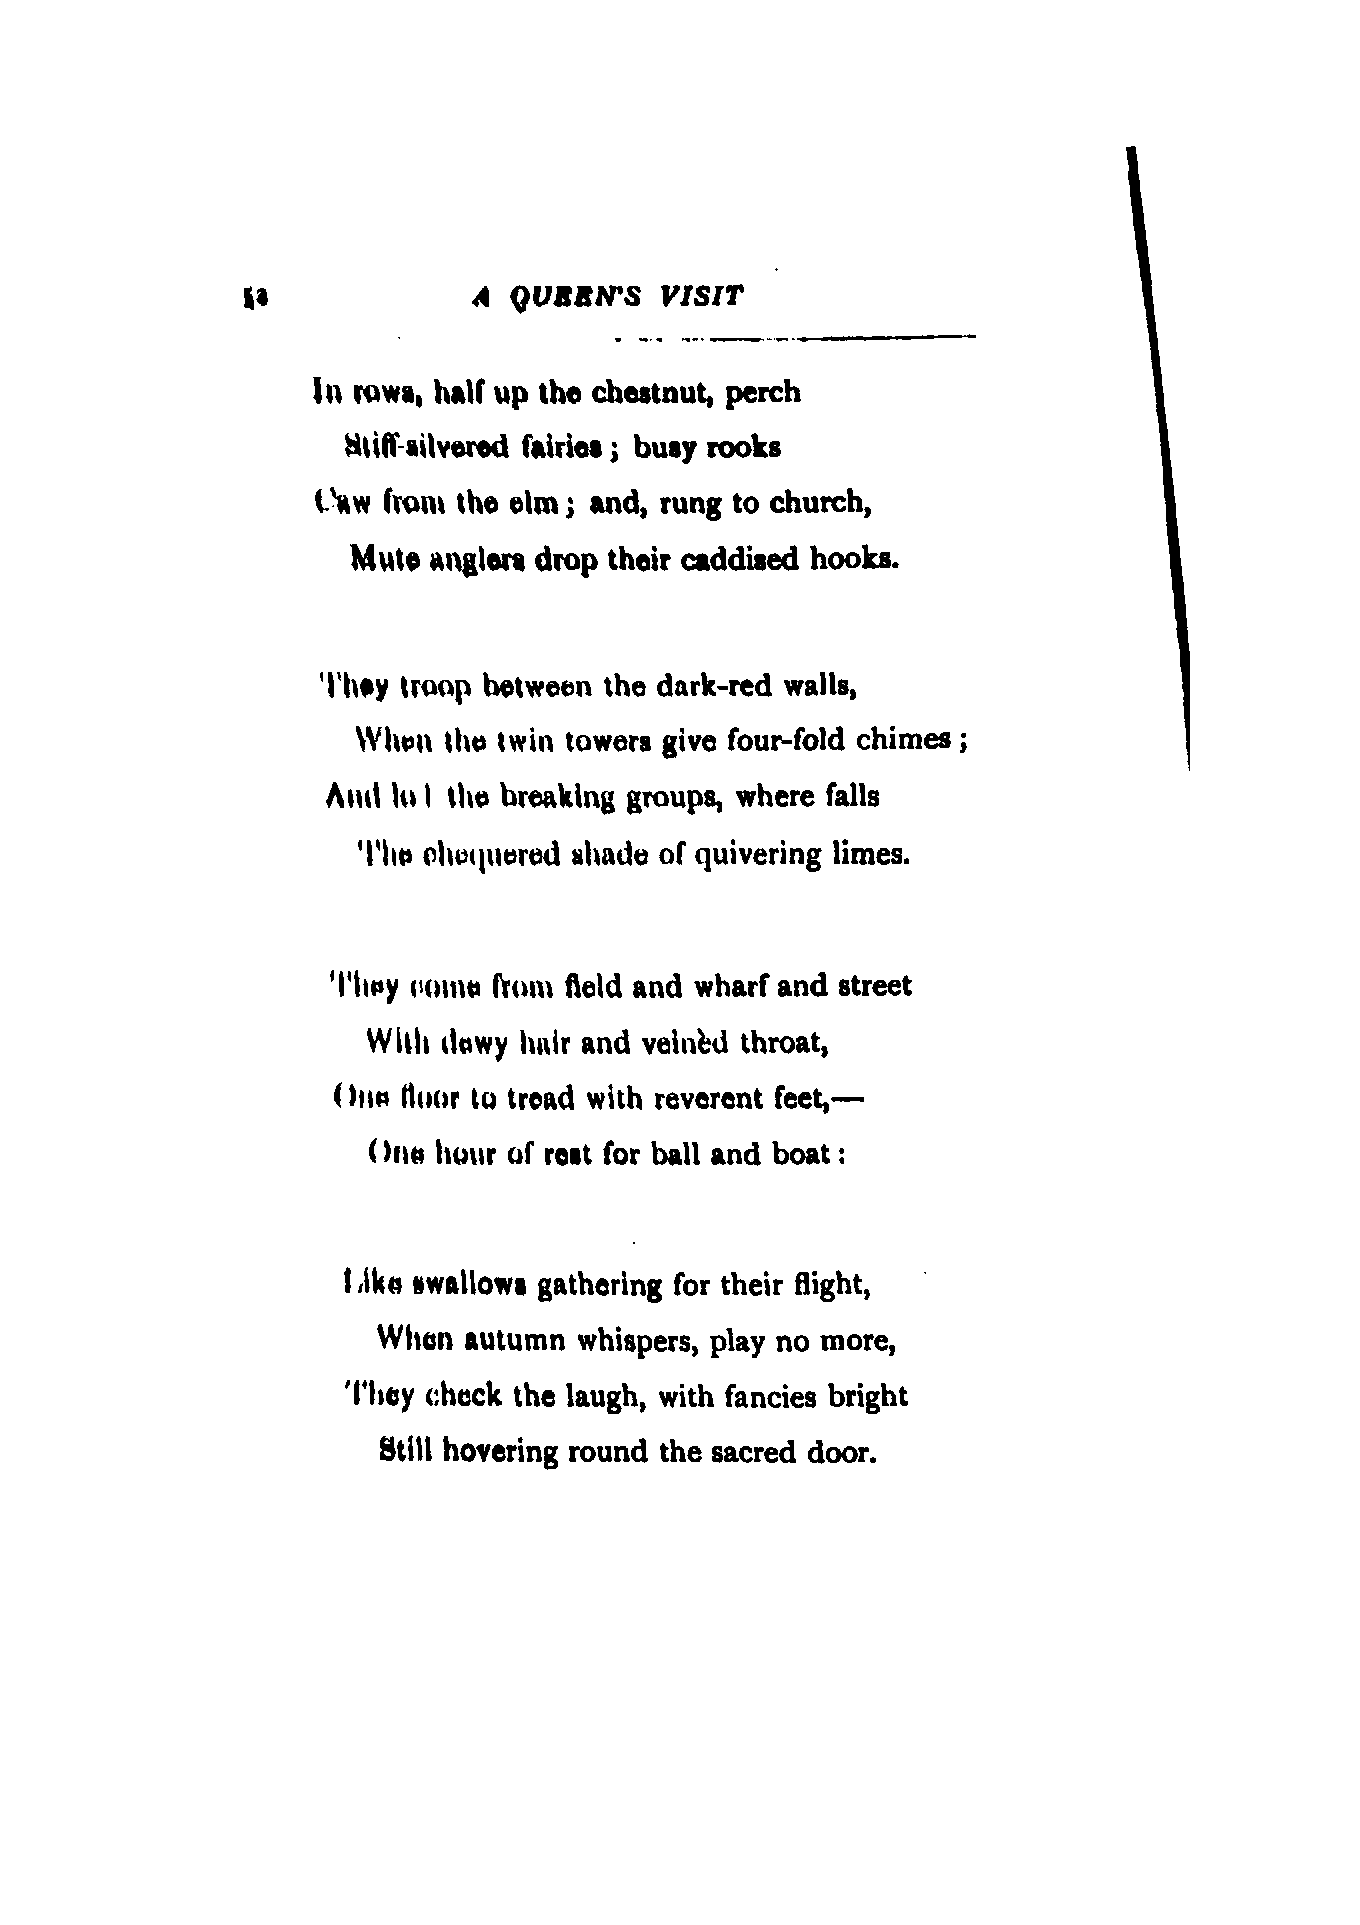 52 A QUEEN'S VISIT
In rows, half up the chestnut, perch
Stiff-silvered fairies; busy rooks
Caw from the elm; and, rung to church,
Mute anglers drop their caddised hooks.
They troop between the dark-red walls,
When the twin towers give four-fold chimes;
And lo! the breaking groups, where falls
The chequered shade of quivering limes.
They come from field and wharf and street
With dewy hair and veinèd throat,
One floor to tread with reverent feet,—
One hour of rest for ball and boat:
Like swallows gathering for their flight,
When autumn whispers, play no more,
They check the laugh, with fancies bright
Still hovering round the sacred door.